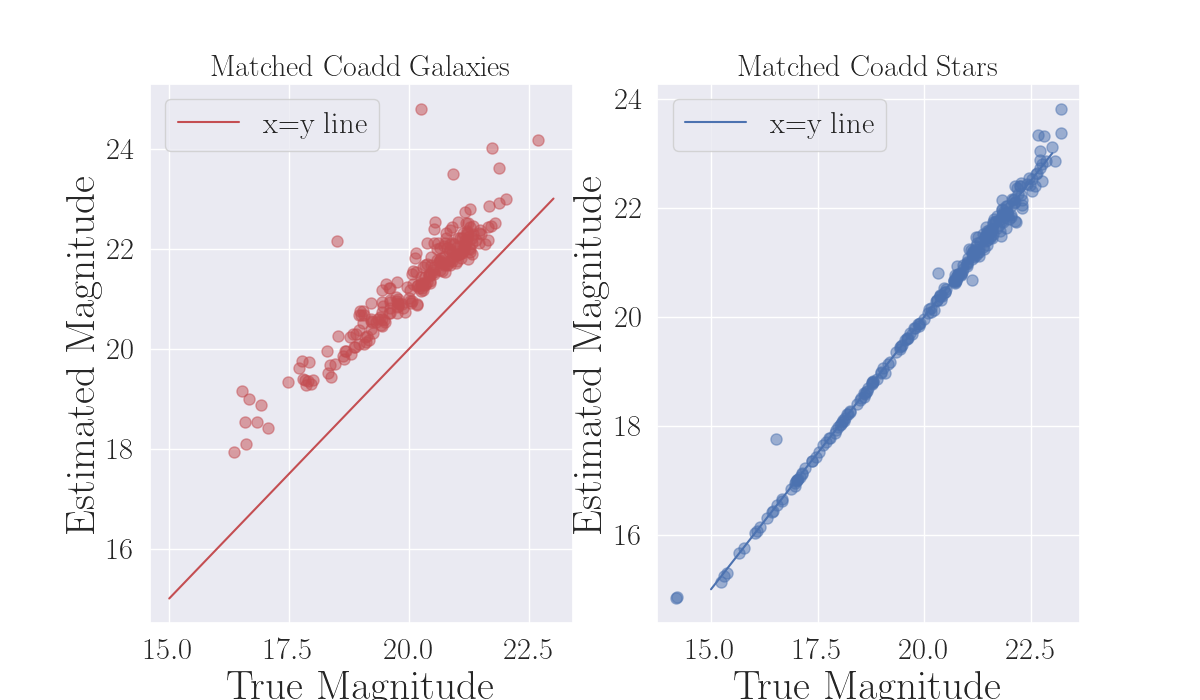 Matched Coadd Galaxies
x=y line
24
22
20
18
16
Estimated Magnitude
15.0 17.5 20.0 22.5
True Magnitude
Matched Coadd Stars
x=y line
24
22
20
18
16
Estimated Magnitude
15.0 17.5 20.0 22.5
True Magnitude